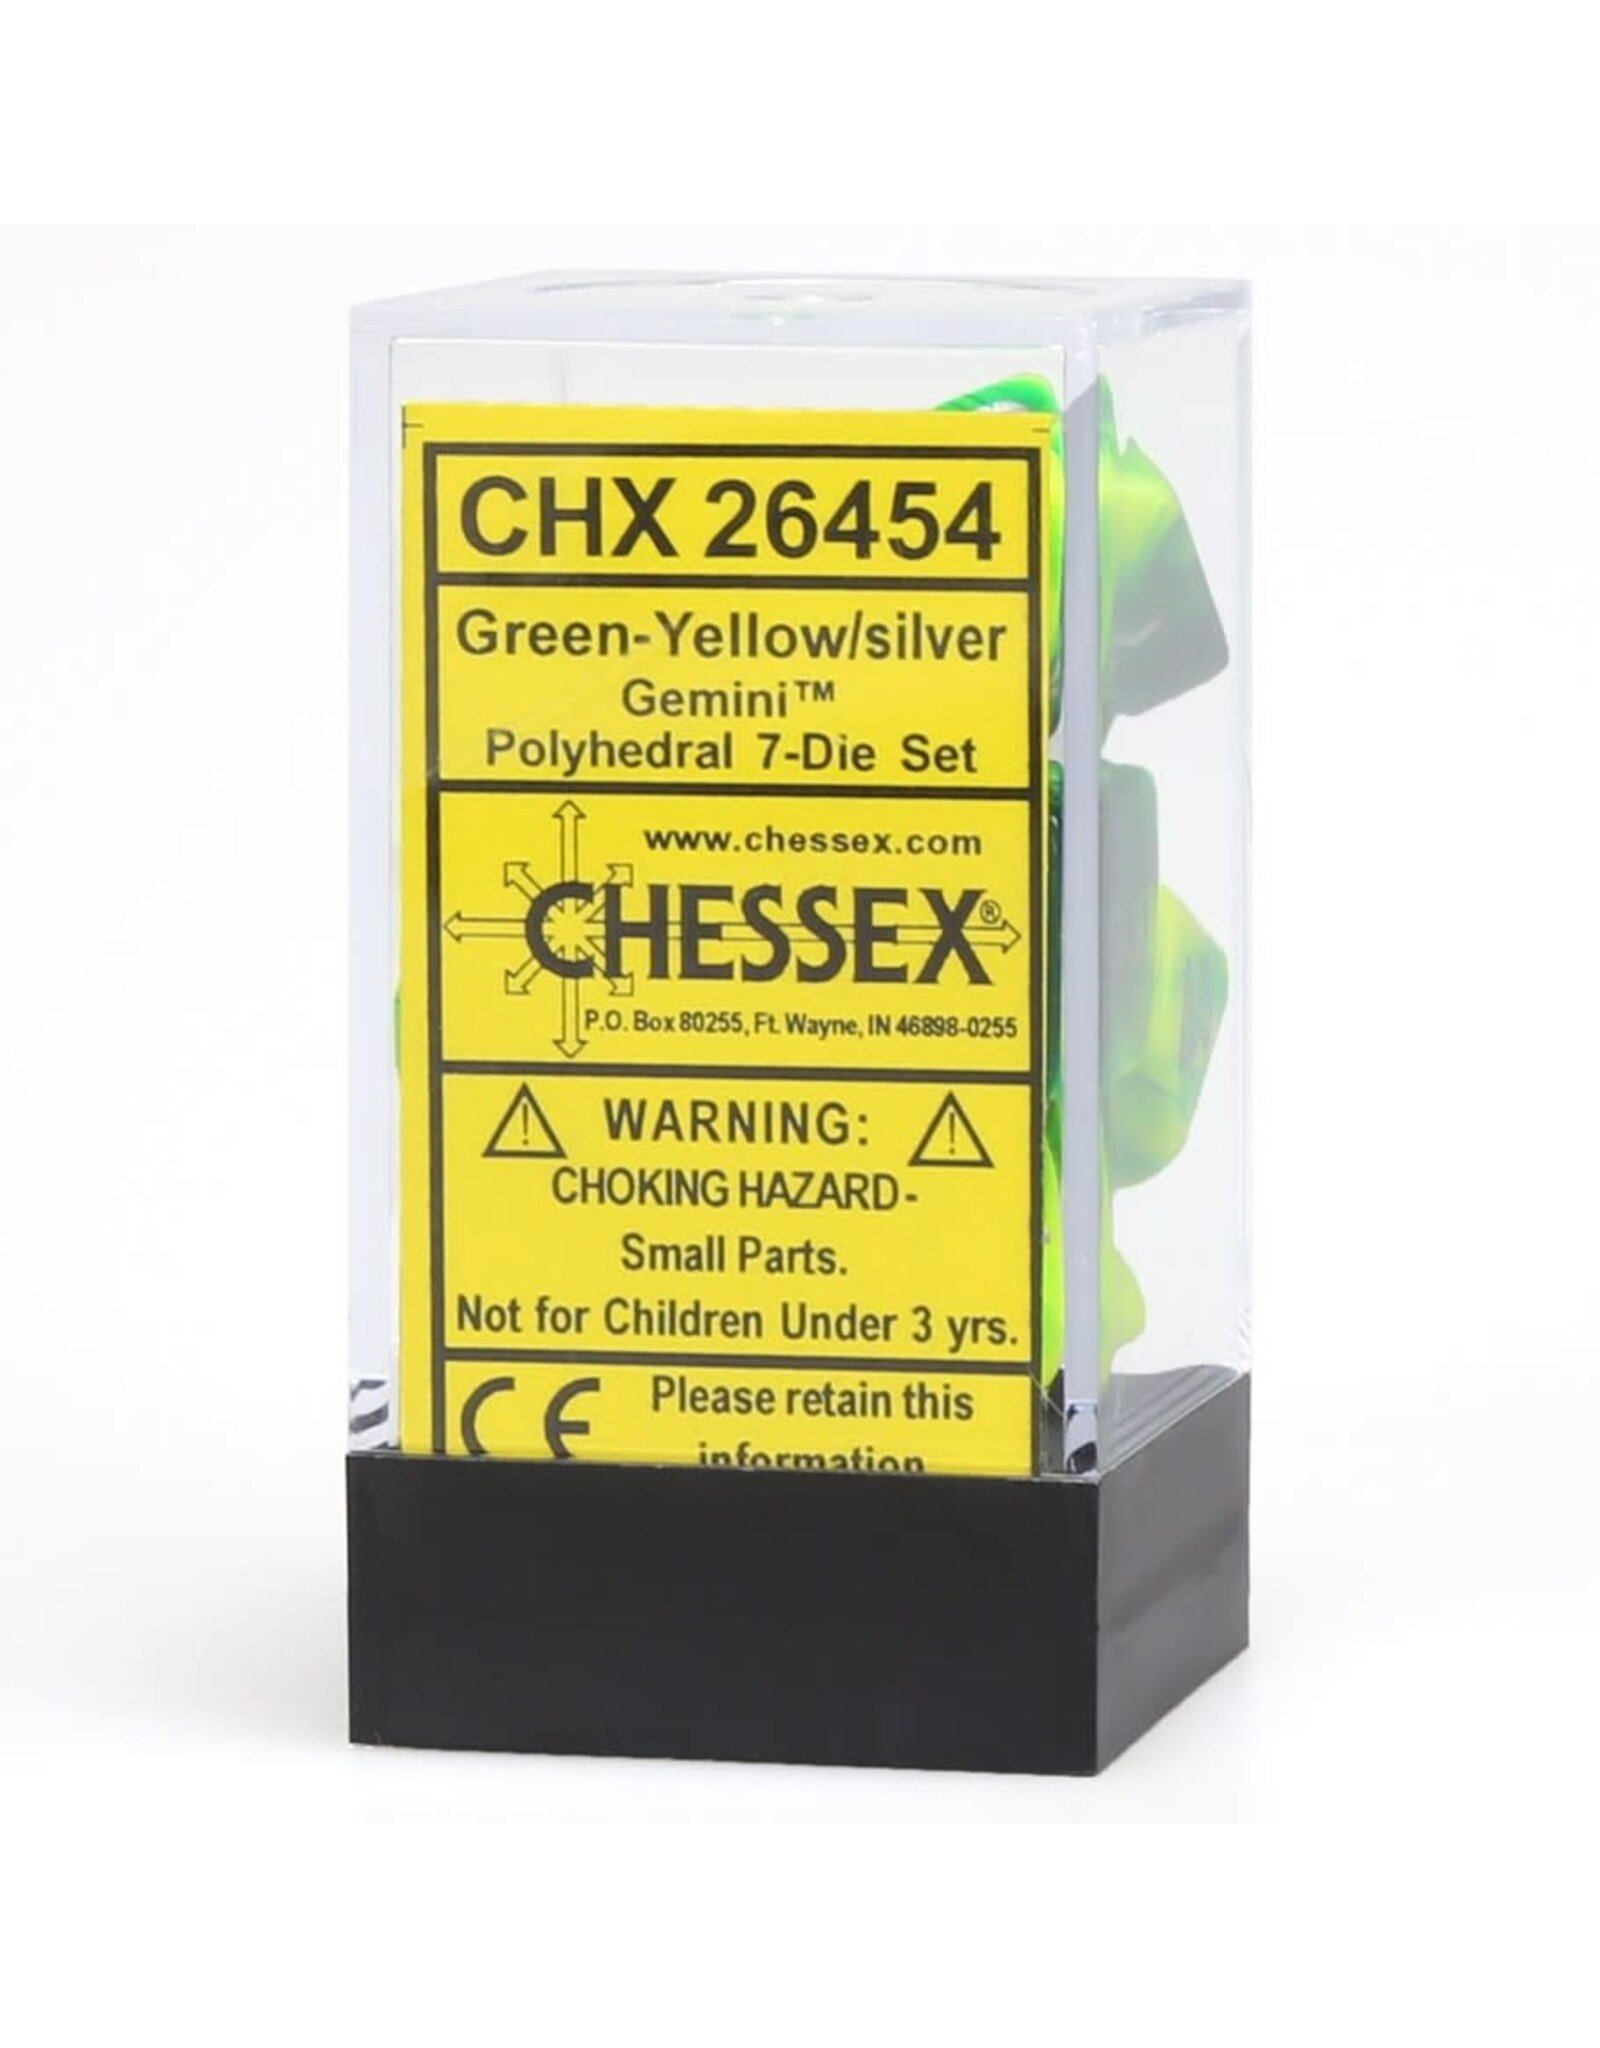 CHX 26454
Green-Yellow/silver
Gemini™
Polyhedral 7-Die Set
www.chessex.com
CHESSEX®
P.O. Box 80255, Ft. Wayne, IN 46898-0255
WARNING:
CHOKING HAZARD-
Small Parts.
Not for Children Under 3 yrs.
CE Please retain this
information